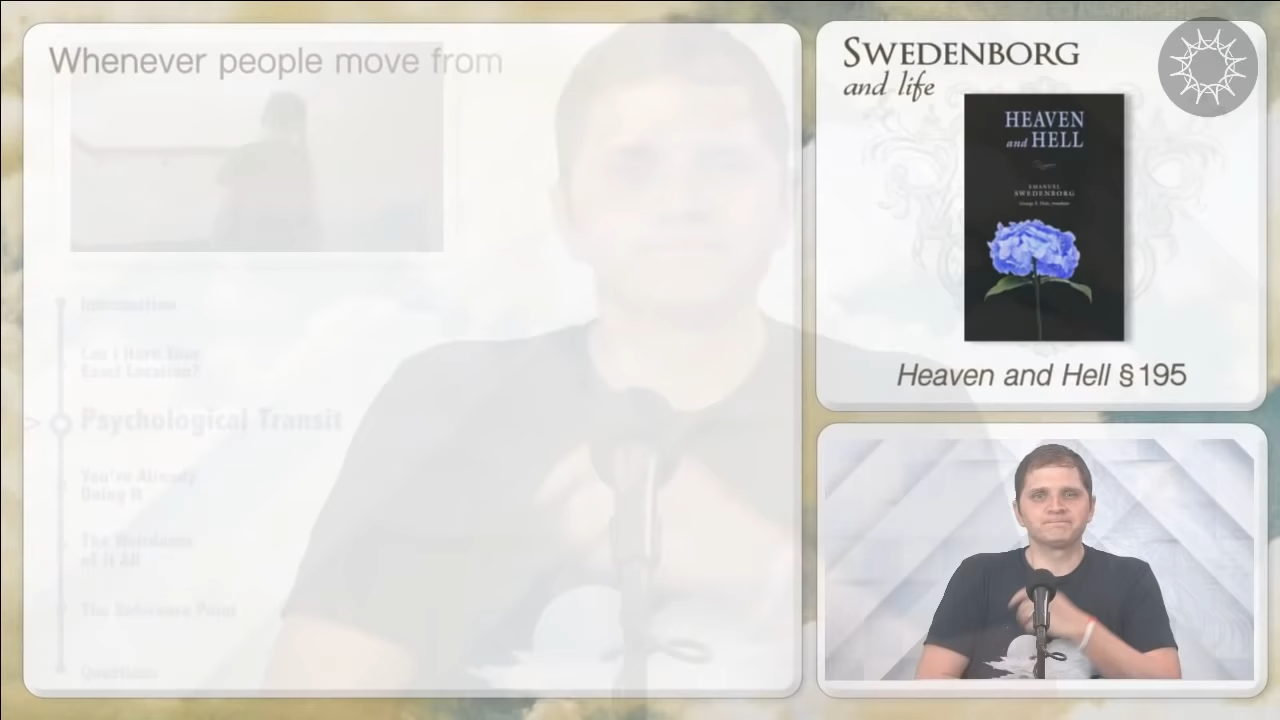 Whenever people move from
Introduction
Can I Have Your
Exact Location?
> Psychological Transit
You're Already
Doing It
The Weirdness
of It All
The Reference Point
Questions
SWEDENBORG
and life
HEAVEN
and HELL
EMANUEL
SWEDENBORG
Heaven and Hell § 195